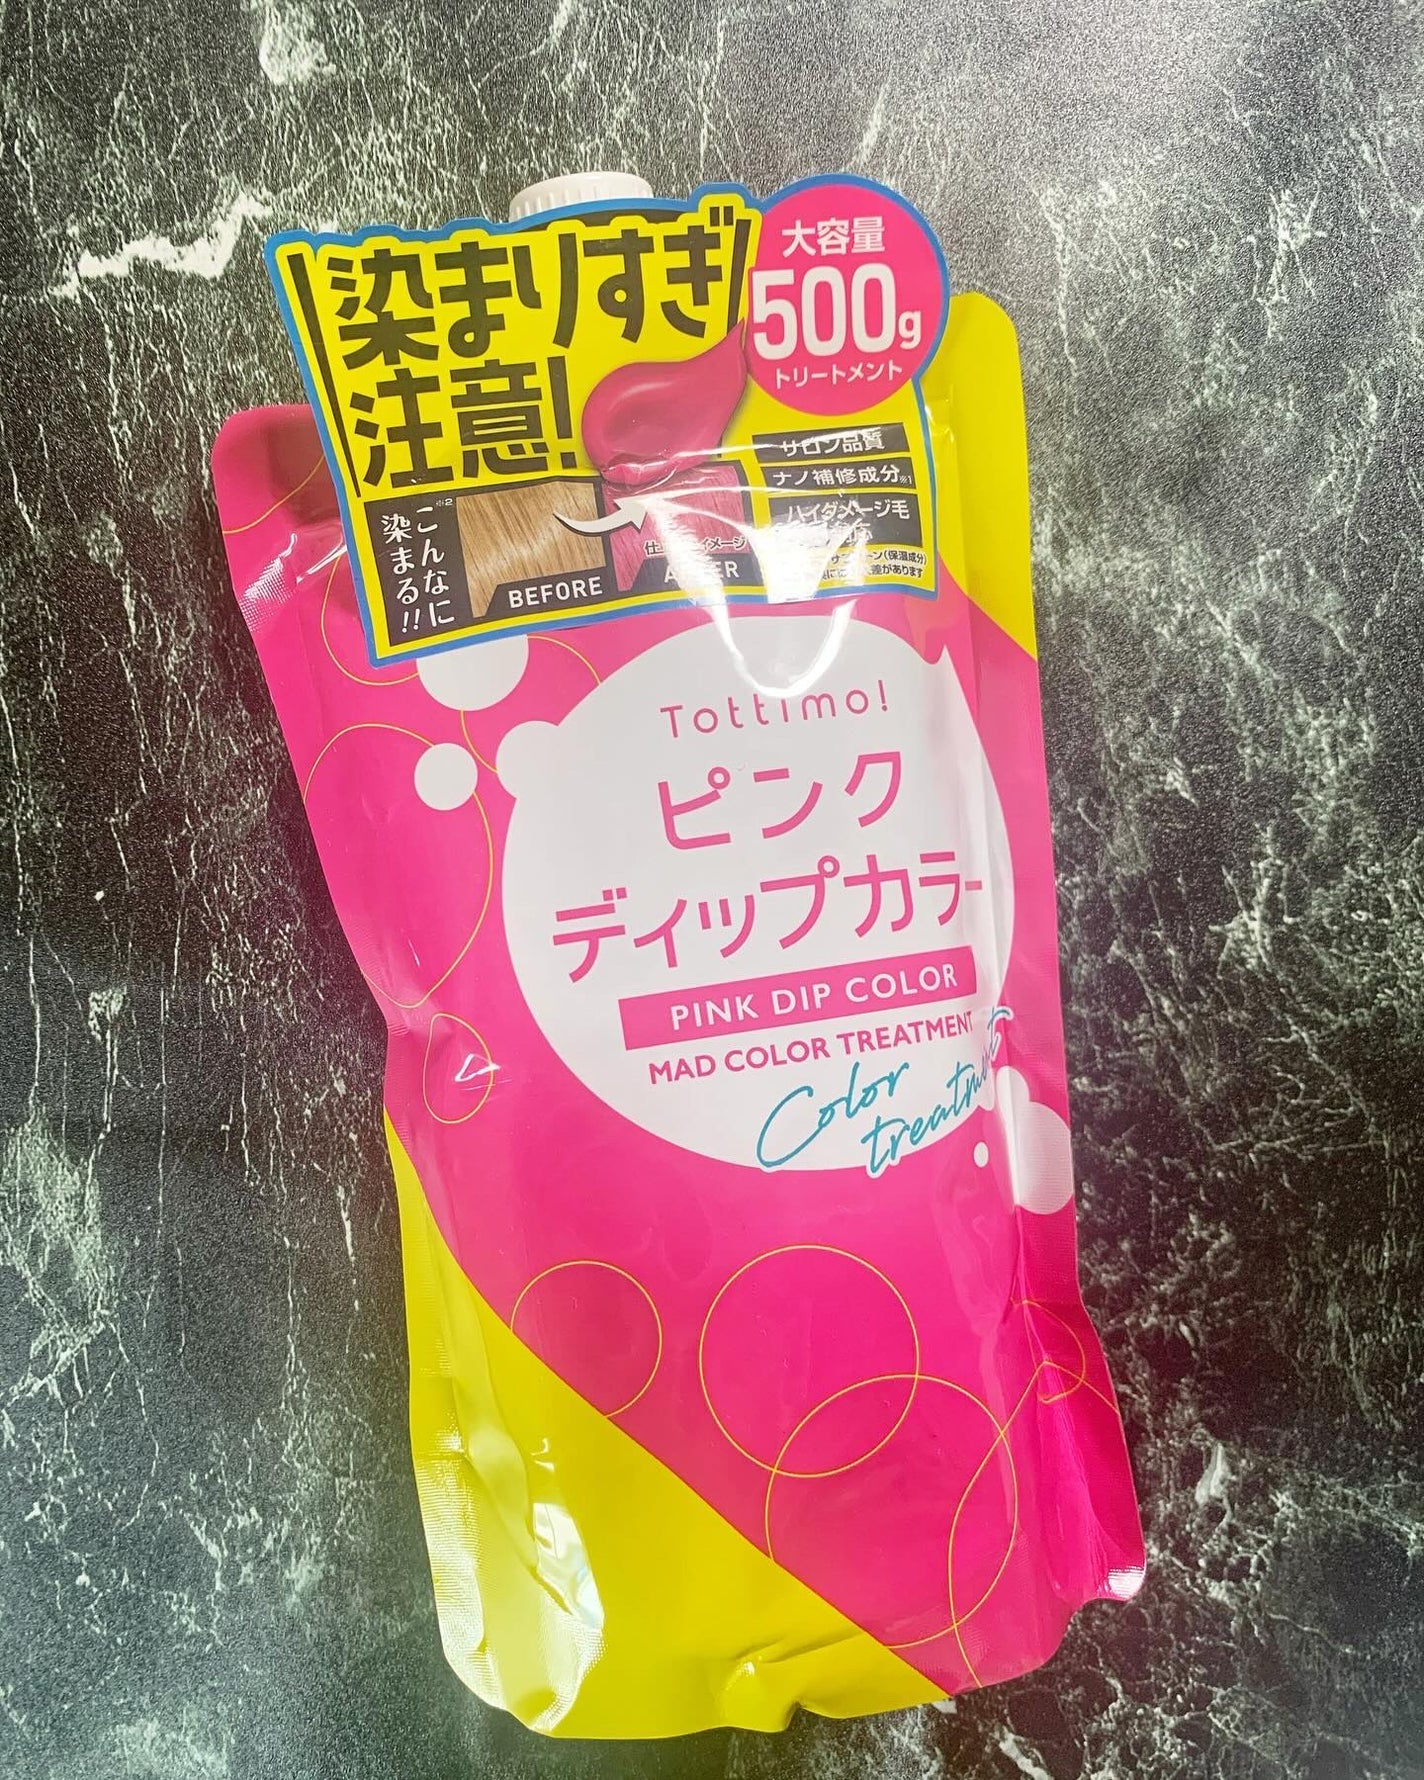 染まりすぎ
注意!
大容量
500g
トリートメント
サロン品質
ナノ補修成分※1
ハイダメージ毛
※2
こんなに
染まる!!
BEFORE
Tottimo!
ピンク
ディップカラー
PINK DIP COLOR
MAD COLOR TREATMENT
Color
treatment